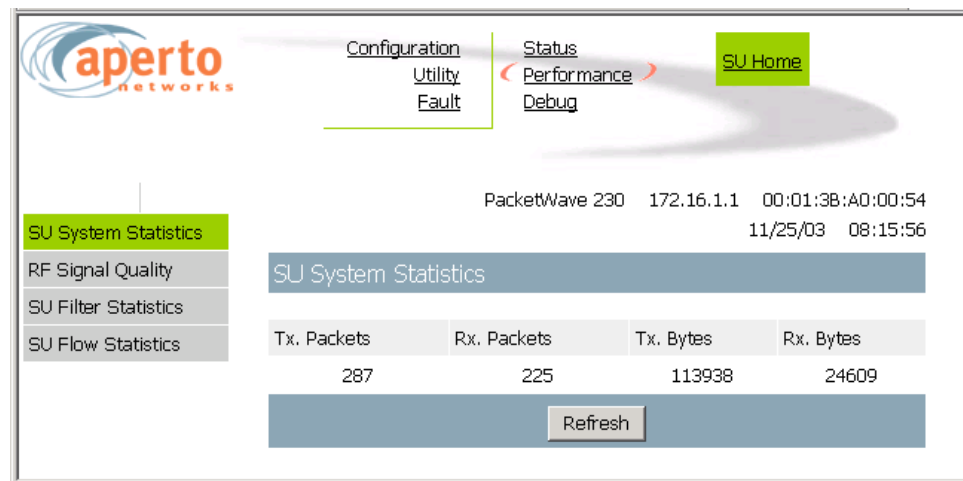 aperto
networks
Configuration
Utility
Fault
Status
( Performance )
Debug
SU Home
PacketWave 230 172.16.1.1 00:01:3B:A0:00:54
11/25/03 08:15:56
SU System Statistics
RF Signal Quality
SU Filter Statistics
SU Flow Statistics
SU System Statistics
Tx. Packets Rx. Packets Tx. Bytes Rx. Bytes
287 225 113938 24609
Refresh